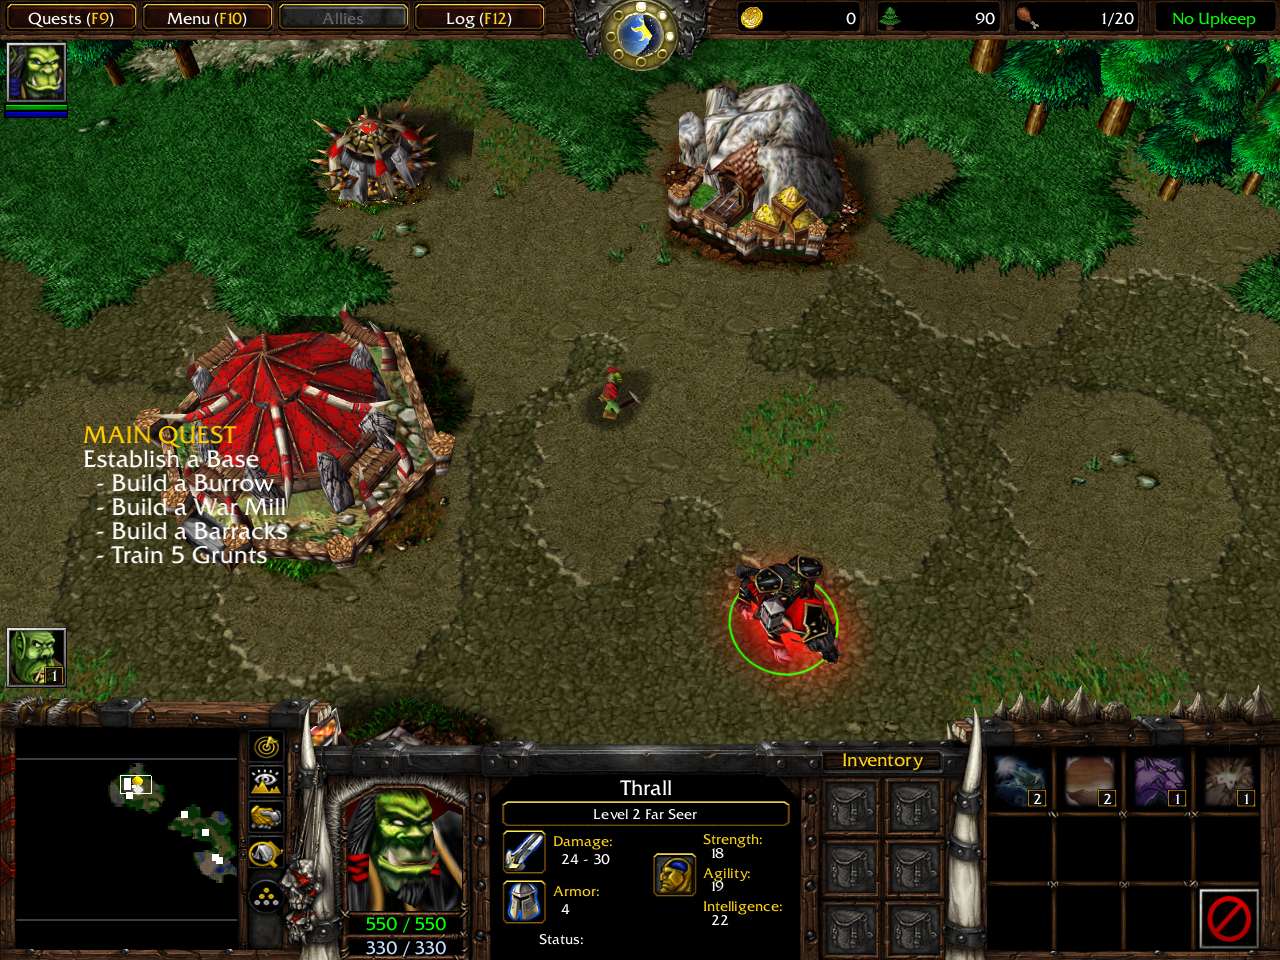 Quests (F9)
Menu (F10)
Allies
Log (F12)
0
90
1/20
No Upkeep
MAIN QUEST
Establish a Base
- Build a Burrow
- Build a War Mill
- Build a Barracks
- Train 5 Grunts
1
Thrall
Level 2 Far Seer
Damage:
24 - 30
Armor:
4
Status:
Strength:
18
Agility:
19
Intelligence:
22
550 / 550
330 / 330
Inventory
2
2
1
1